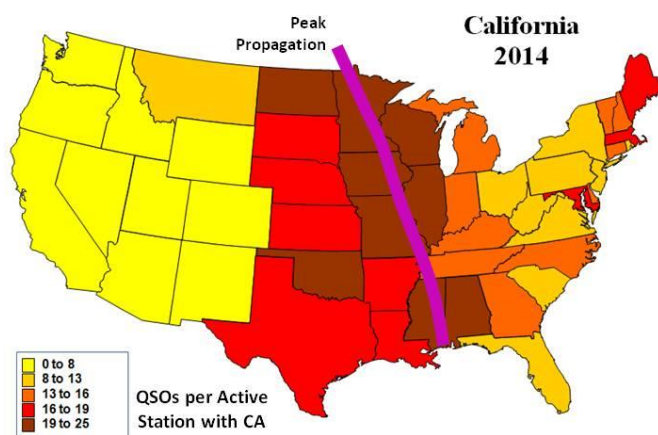 Peak
Propagation
California
2014
0 to 8
8 to 13
13 to 16
16 to 19
19 to 25
QSOs per Active
Station with CA